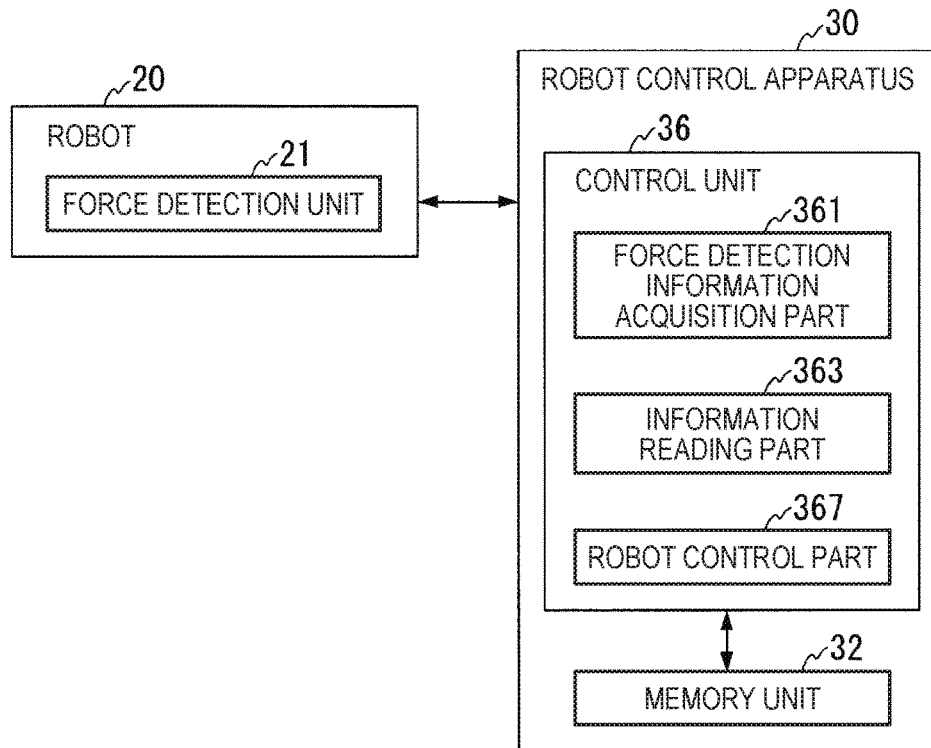 30
ROBOT CONTROL APPARATUS
20
ROBOT
21
FORCE DETECTION UNIT
36
CONTROL UNIT
361
FORCE DETECTION
INFORMATION
ACQUISITION PART
363
INFORMATION
READING PART
367
ROBOT CONTROL PART
32
MEMORY UNIT